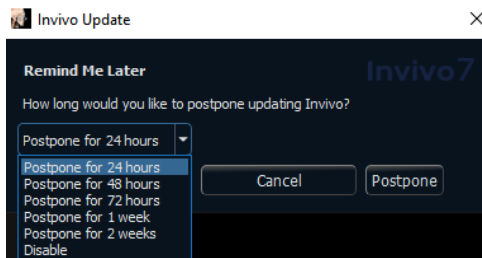 Invivo Update
Remind Me Later
Invivo7
How long would you like to postpone updating Invivo?
Postpone for 24 hours
Postpone for 24 hours
Postpone for 48 hours
Postpone for 72 hours
Postpone for 1 week
Postpone for 2 weeks
Disable
Cancel
Postpone